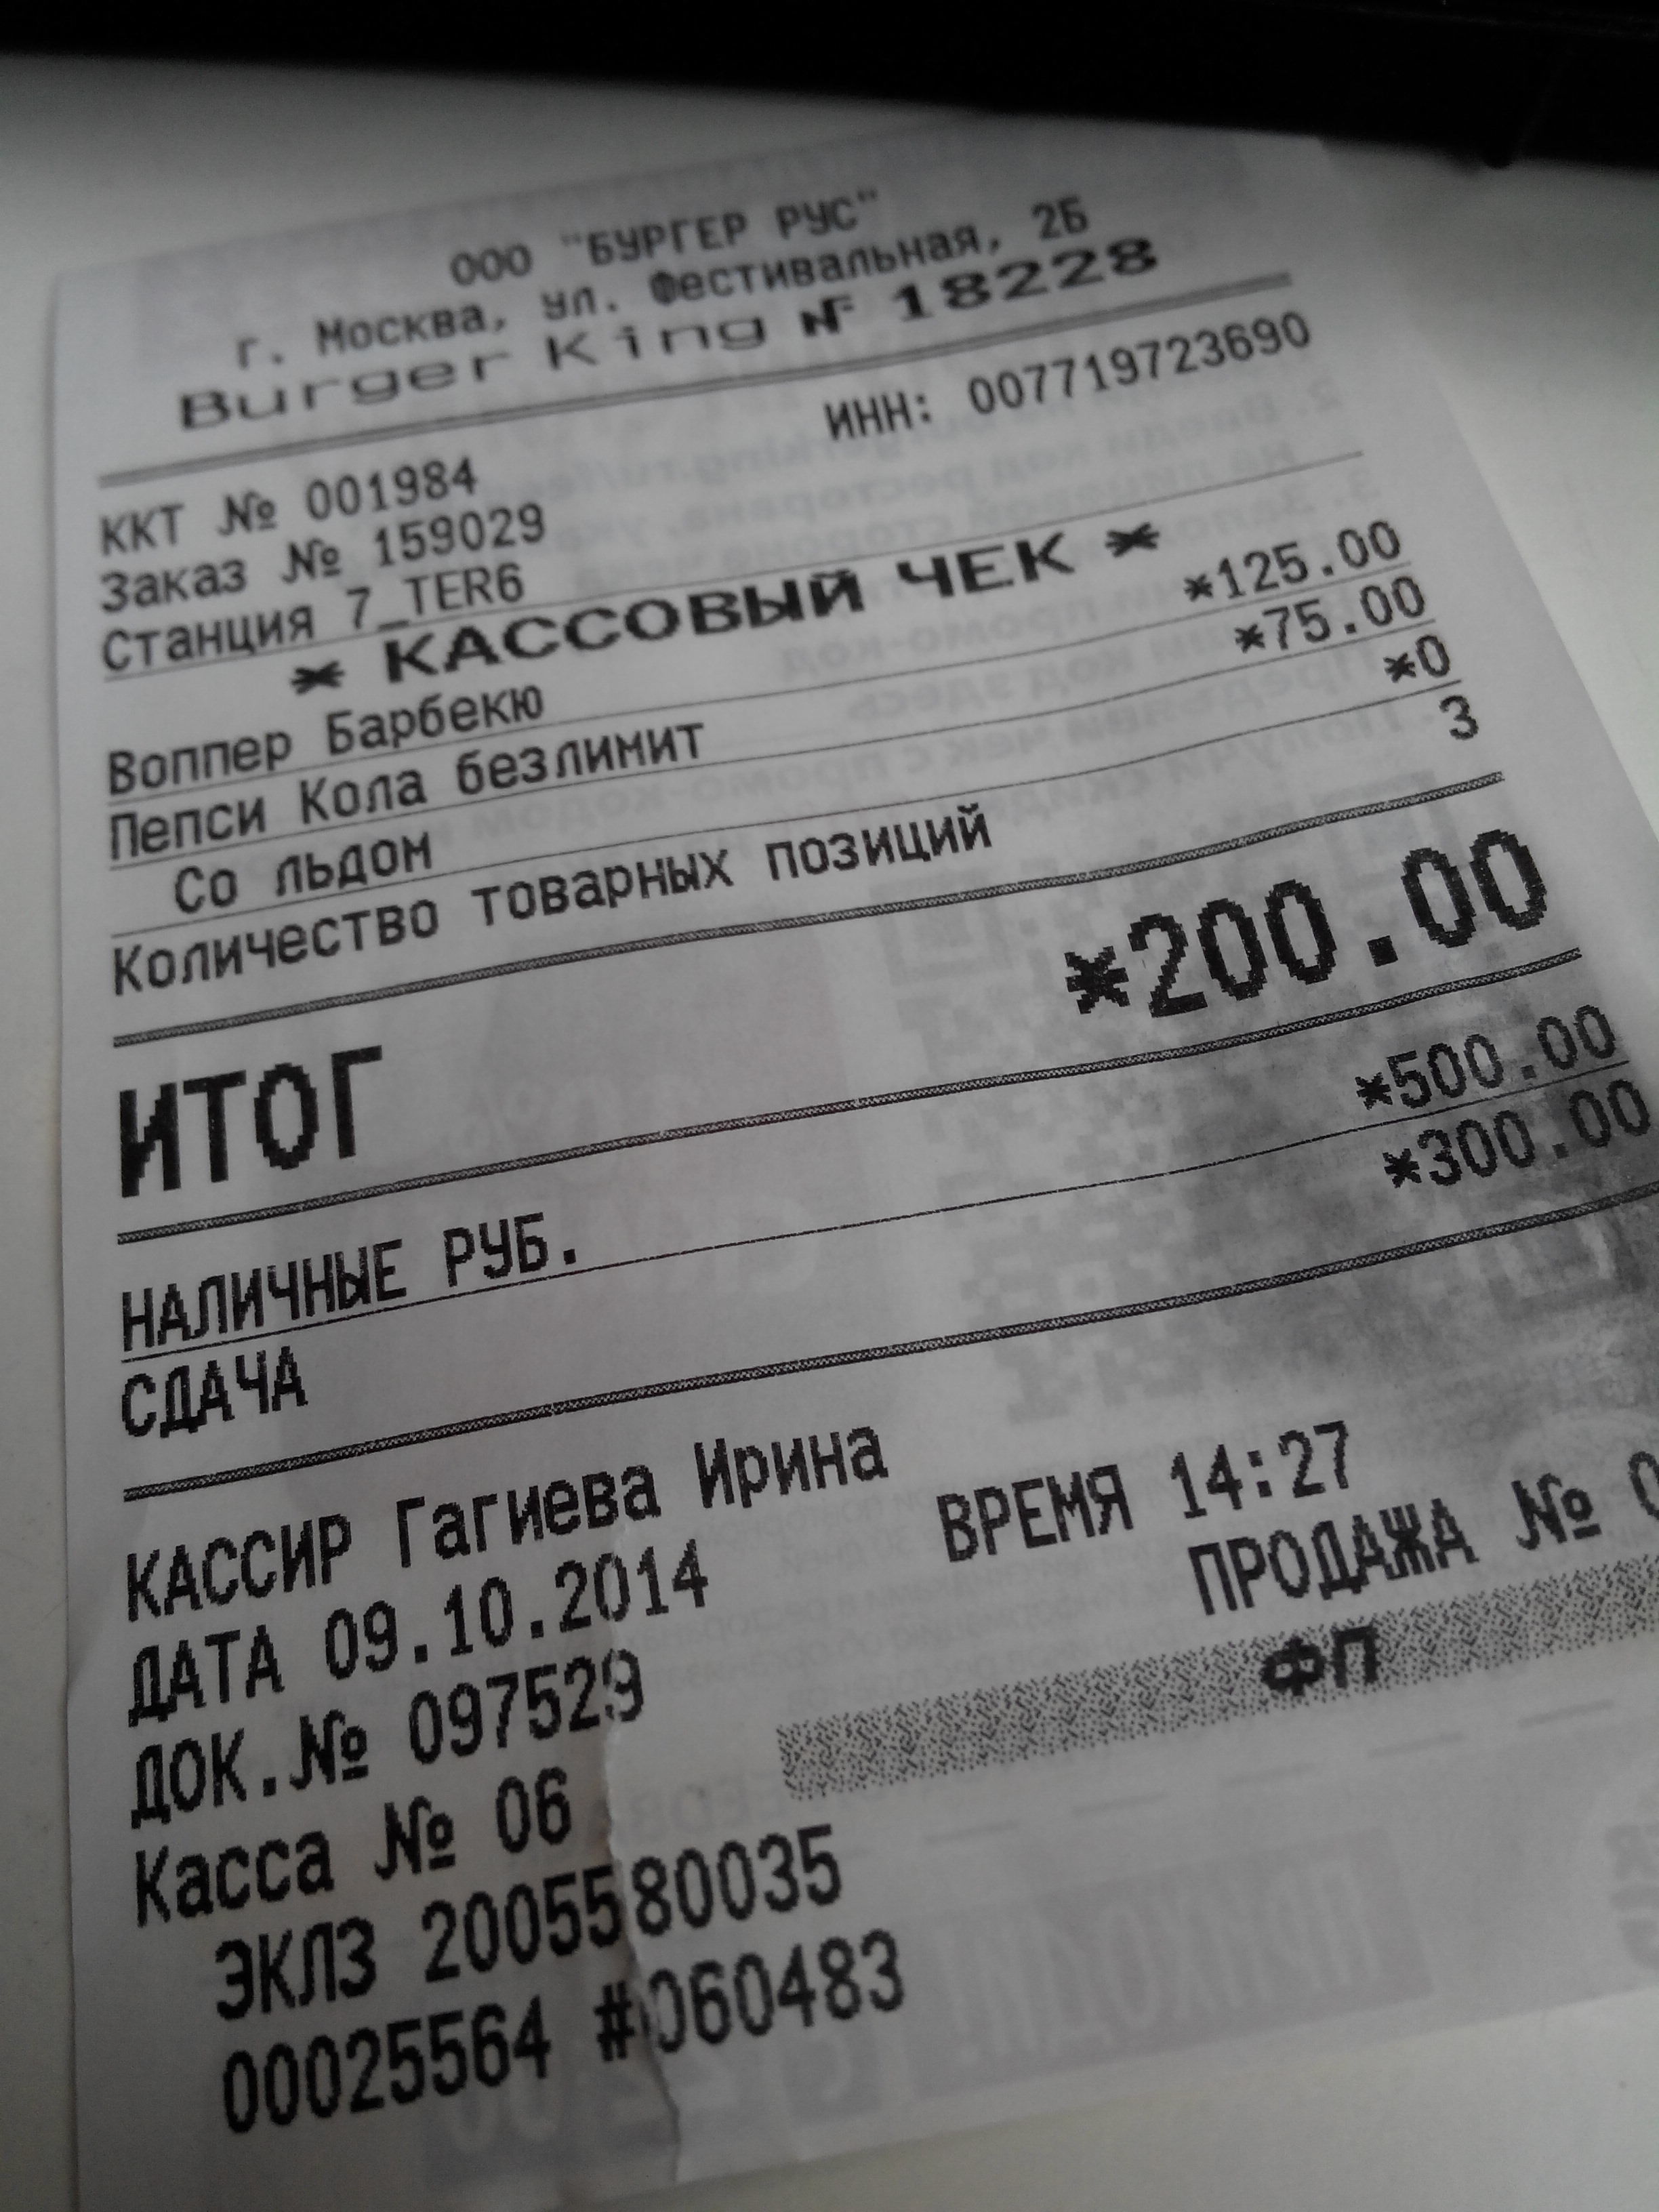 ООО "БУРГЕР РУС"
г. Москва, ул. Фестивальная, 2Б
Burger King № 18228
ИНН: 007719723690
ККТ № 001984
Заказ № 159029
Станция 7_TER6
* КАССОВЫЙ ЧЕК *
Воппер Барбекю *125.00
Пепси Кола безлимит *75.00
Со льдом *0
Количество товарных позиций 3
ИТОГ *200.00
НАЛИЧНЫЕ РУБ. *500.00
СДАЧА *300.00
КАССИР Гагиева Ирина
ДАТА 09.10.2014 ВРЕМЯ 14:27
ДОК.№ 097529 ПРОДАЖА №
Касса № 06 ФП
ЭКЛЗ 2005580035
00025564 #060483